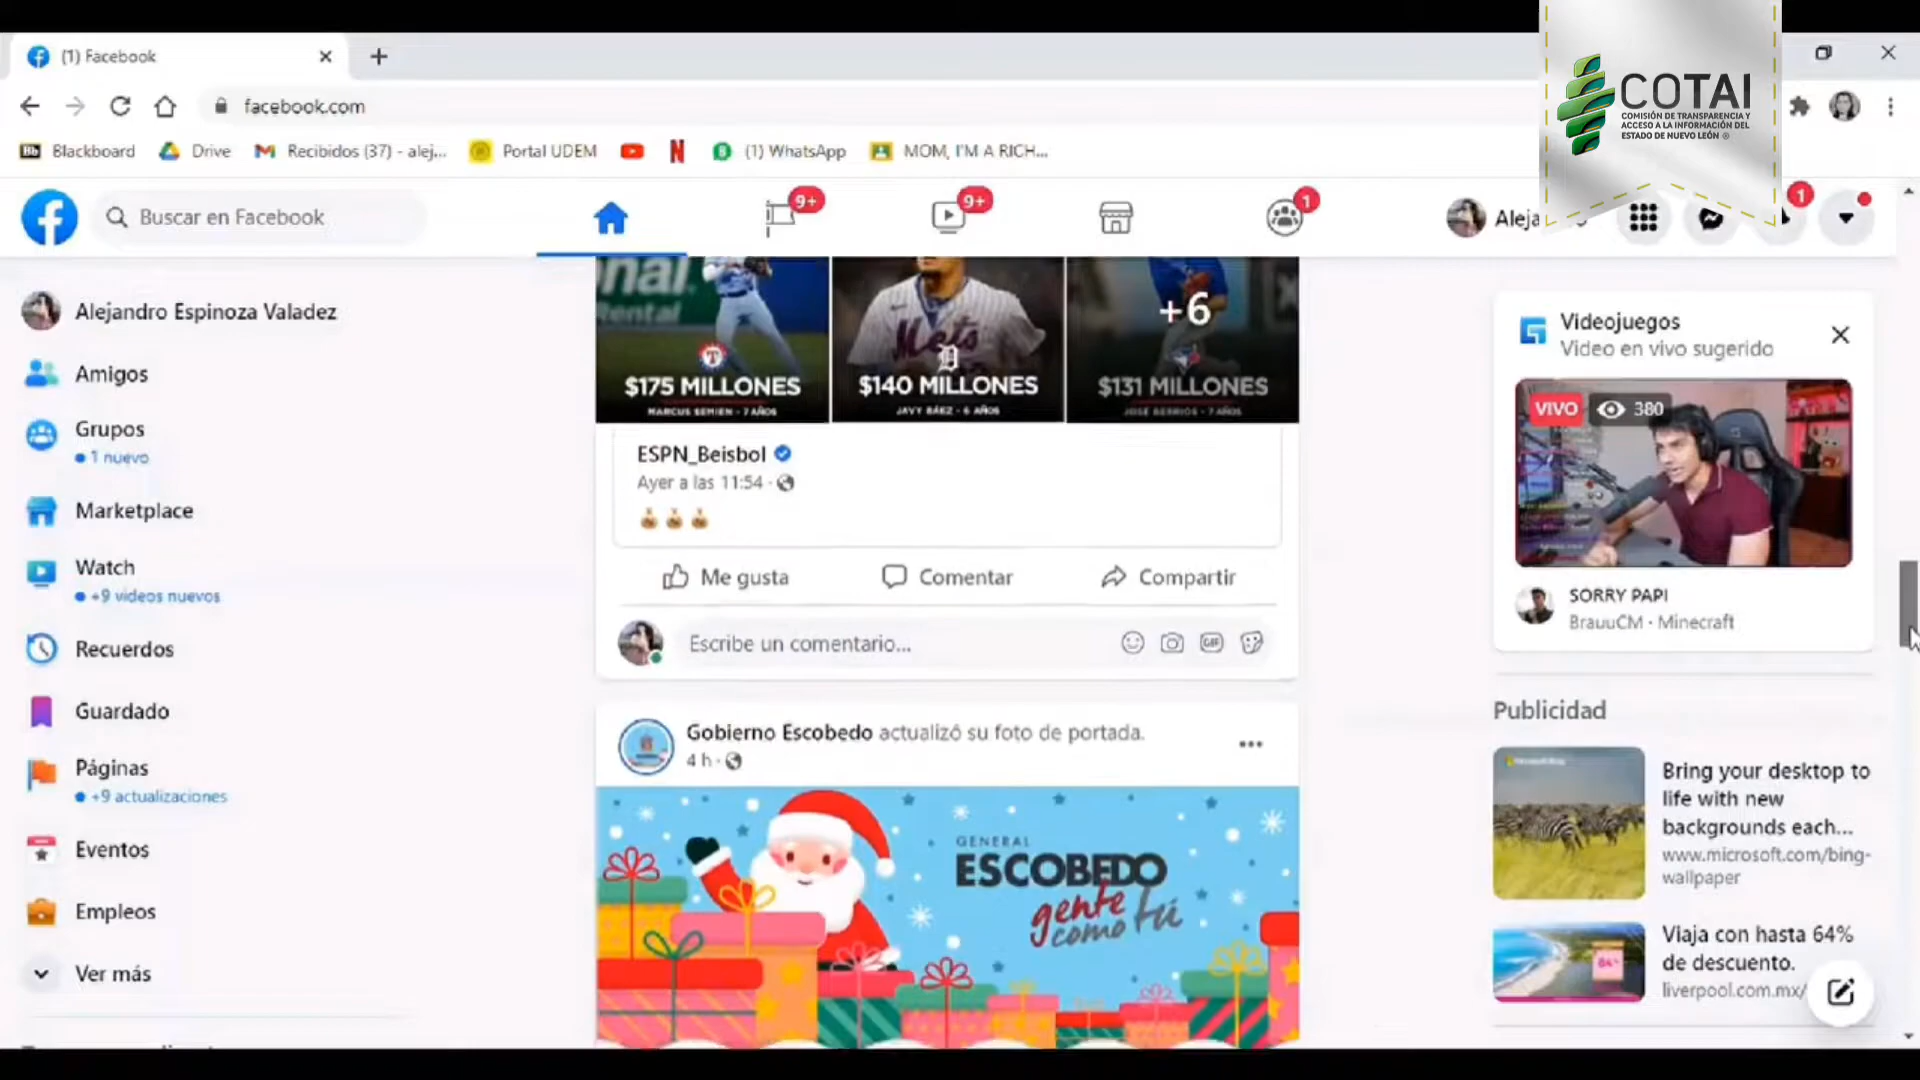 (1) Facebook
facebook.com
Blackboard
Drive
Recibidos (37) - alej...
Portal UDEM
(1) WhatsApp
MOM, I'M A RICH...
COTAI
COMISIÓN DE TRANSPARENCIA Y
ACCESO A LA INFORMACIÓN DEL
ESTADO DE NUEVO LEÓN ®
Buscar en Facebook
9+
9+
1
Aleja
1
Alejandro Espinoza Valadez
Amigos
Grupos
1 nuevo
Marketplace
Watch
+9 videos nuevos
Recuerdos
Guardado
Páginas
+9 actualizaciones
Eventos
Empleos
Ver más
Rental
$175 MILLONES
MARCUS SEMIEN - 7 AÑOS
Mets
$140 MILLONES
JAVY BÁEZ - 6 AÑOS
+6
$131 MILLONES
JOSÉ BERRÍOS - 7 AÑOS
ESPN_Beisbol
Ayer a las 11:54 ·
Me gusta
Comentar
Compartir
Escribe un comentario...
GIF
Gobierno Escobedo actualizó su foto de portada.
4 h ·
GENERAL
ESCOBEDO
gente
como tú
Videojuegos
Video en vivo sugerido
VIVO
380
SORRY PAPI
BrauuCM · Minecraft
Publicidad
Bring your desktop to
life with new
backgrounds each...
www.microsoft.com/bing-
wallpaper
Viaja con hasta 64%
de descuento.
liverpool.com.mx/